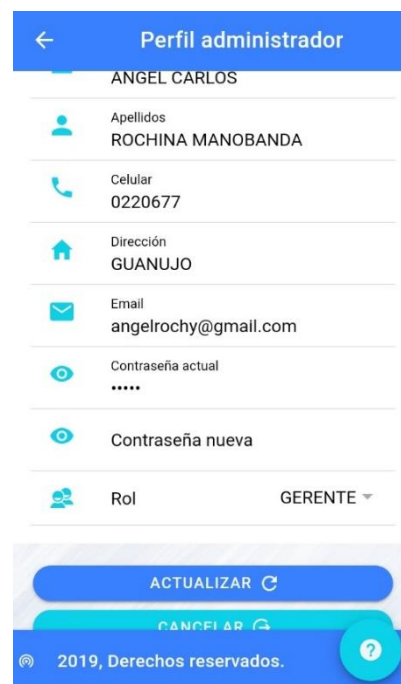 Perfil administrador
ANGEL CARLOS
Apellidos
ROCHINA MANOBANDA
Celular
0220677
Dirección
GUANUJO
Email
angelrochy@gmail.com
Contraseña actual
•••••
Contraseña nueva
Rol GERENTE
ACTUALIZAR
CANCELAR
2019, Derechos reservados.
?